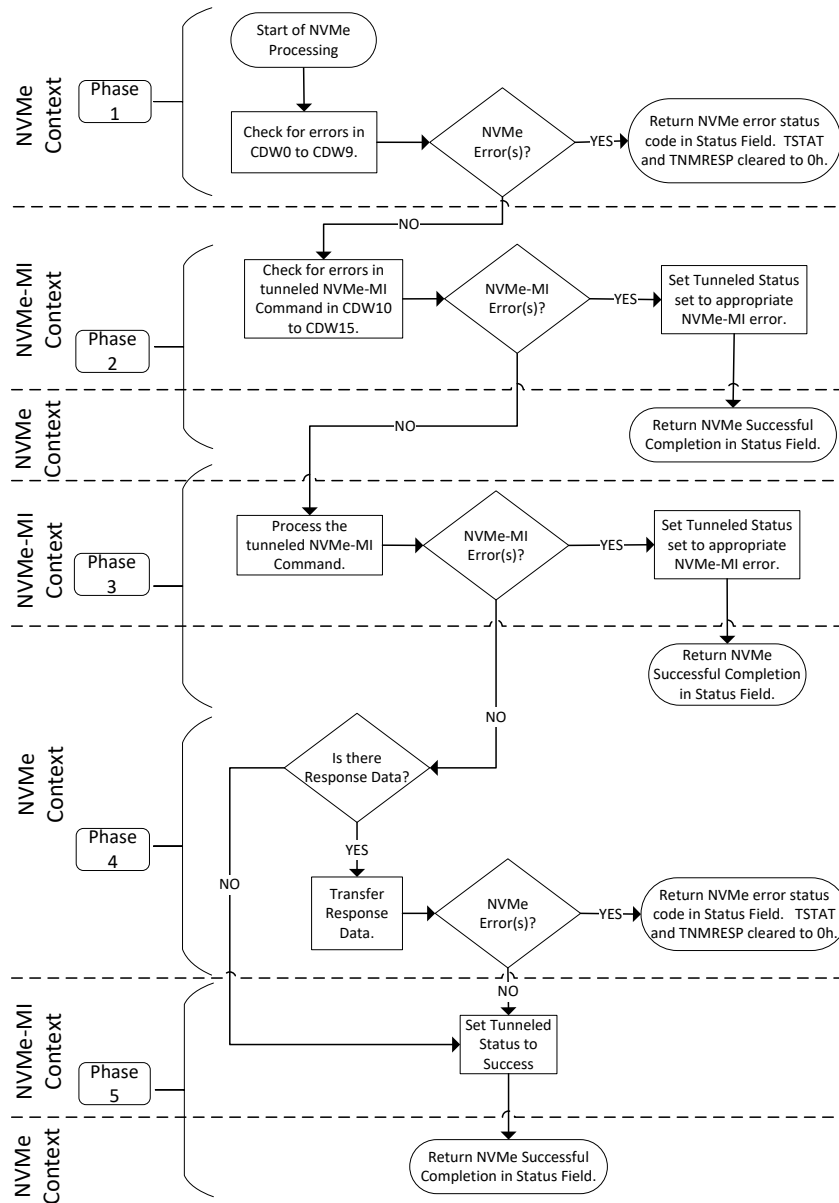 Start of NVMe
Processing
NVMe
Context
Phase
1
Check for errors in
CDW0 to CDW9.
NVMe
Error(s)?
YES
Return NVMe error status
code in Status Field.  TSTAT
and TNMRESP cleared to 0h.
NO
NVMe-MI
Context
Phase
2
Check for errors in
tunneled NVMe-MI
Command in CDW10
to CDW15.
NVMe-MI
Error(s)?
YES
Set Tunneled Status
set to appropriate
NVMe-MI error.
NVMe
Context
NO
Return NVMe Successful
Completion in Status Field.
NVMe-MI
Context
Phase
3
Process the
tunneled NVMe-MI
Command.
NVMe-MI
Error(s)?
YES
Set Tunneled Status
set to appropriate
NVMe-MI error.
Return NVMe
Successful Completion
in Status Field.
NO
NVMe
Context
Phase
4
Is there
Response Data?
YES
NO
Transfer
Response
Data.
NVMe
Error(s)?
YES
Return NVMe error status
code in Status Field.  TSTAT
and TNMRESP cleared to 0h.
NO
NVMe-MI
Context
Phase
5
Set Tunneled
Status to
Success
NVMe
Context
Return NVMe Successful
Completion in Status Field.